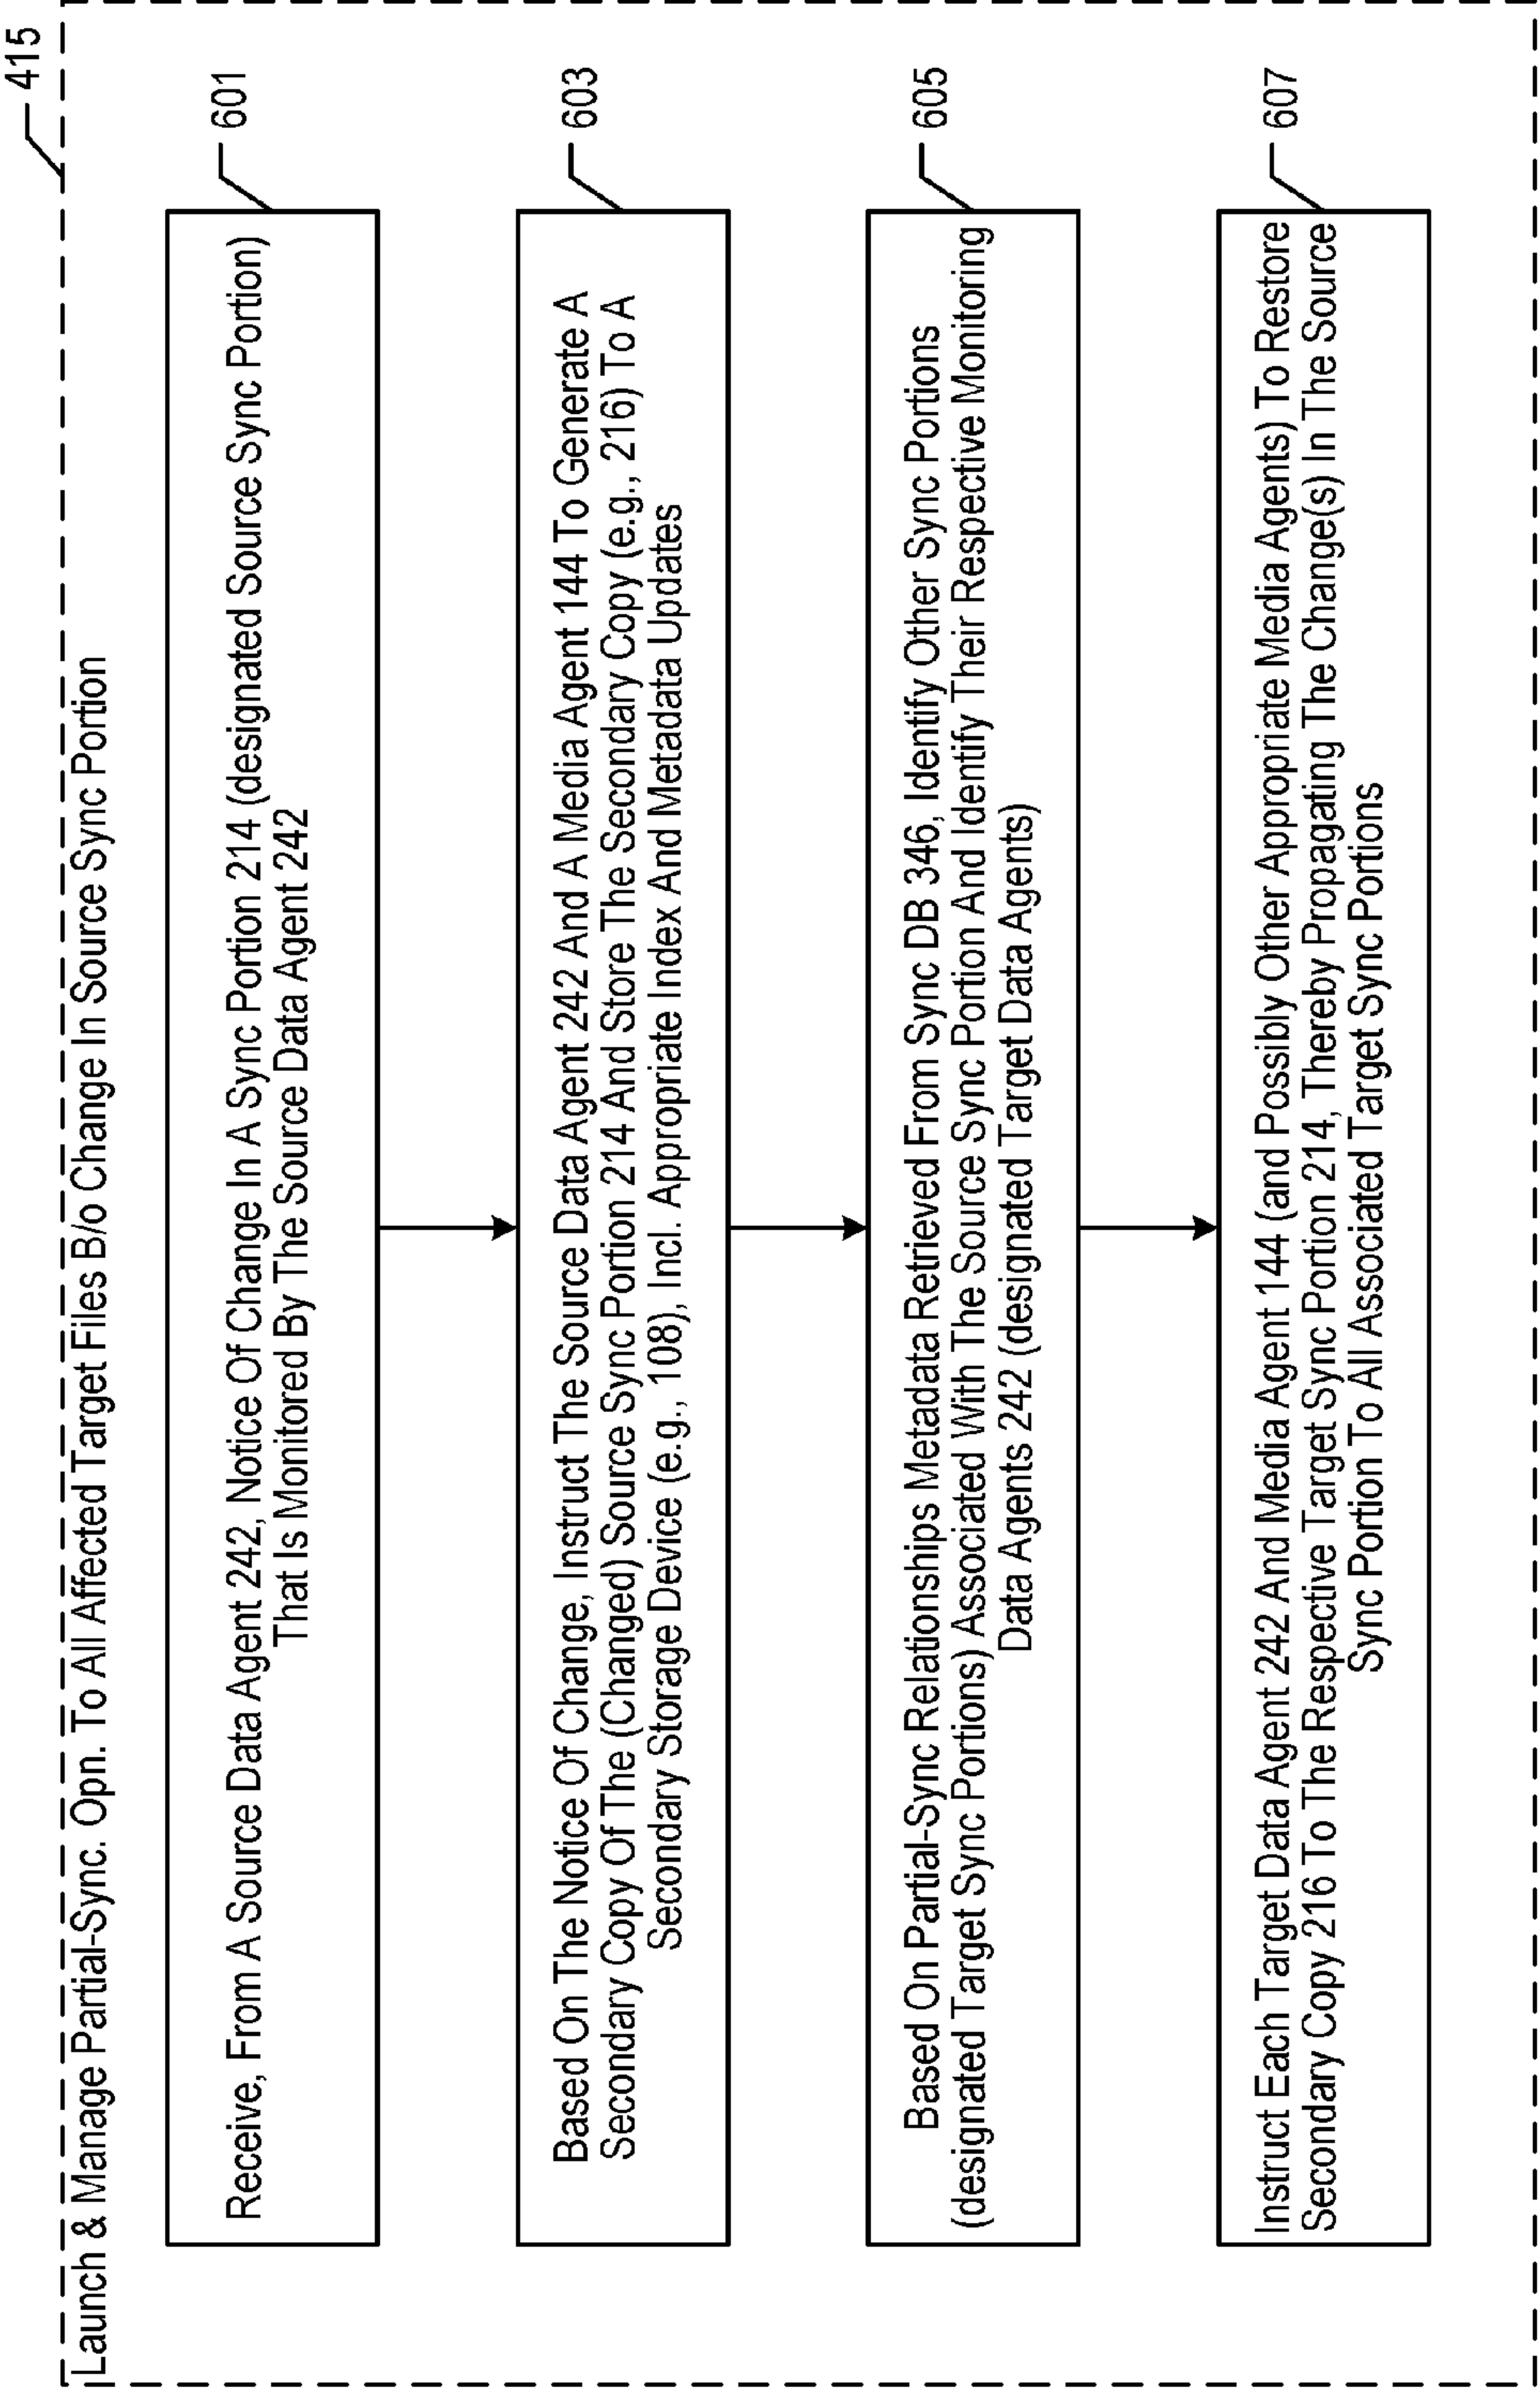 415
Launch & Manage Partial-Sync. Opn. To All Affected Target Files B/o Change In Source Sync Portion
601
Receive, From A Source Data Agent 242, Notice Of Change In A Sync Portion 214 (designated Source Sync Portion)
That Is Monitored By The Source Data Agent 242
603
Based On The Notice Of Change, Instruct The Source Data Agent 242 And A Media Agent 144 To Generate A
Secondary Copy Of The (Changed) Source Sync Portion 214 And Store The Secondary Copy (e.g., 216) To A
Secondary Storage Device (e.g., 108), Incl. Appropriate Index And Metadata Updates
605
Based On Partial-Sync Relationships Metadata Retrieved From Sync DB 346, Identify Other Sync Portions
(designated Target Sync Portions) Associated With The Source Sync Portion And Identify Their Respective Monitoring
Data Agents 242 (designated Target Data Agents)
607
Instruct Each Target Data Agent 242 And Media Agent 144 (and Possibly Other Appropriate Media Agents) To Restore
Secondary Copy 216 To The Respective Target Sync Portion 214, Thereby Propagating The Change(s) In The Source
Sync Portion To All Associated Target Sync Portions